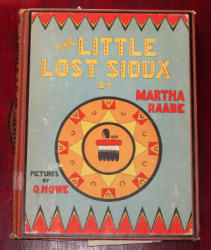 THE
LITTLE
LOST SIOUX
BY
MARTHA
RAABE
PICTURES
BY
O. HOWE